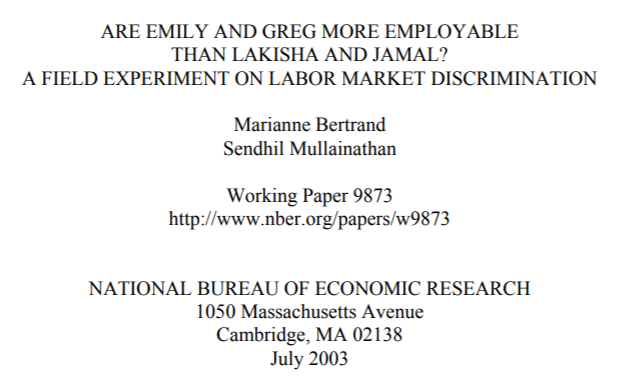 ARE EMILY AND GREG MORE EMPLOYABLE
THAN LAKISHA AND JAMAL?
A FIELD EXPERIMENT ON LABOR MARKET DISCRIMINATION
Marianne Bertrand
Sendhil Mullainathan
Working Paper 9873
http://www.nber.org/papers/w9873
NATIONAL BUREAU OF ECONOMIC RESEARCH
1050 Massachusetts Avenue
Cambridge, MA 02138
July 2003